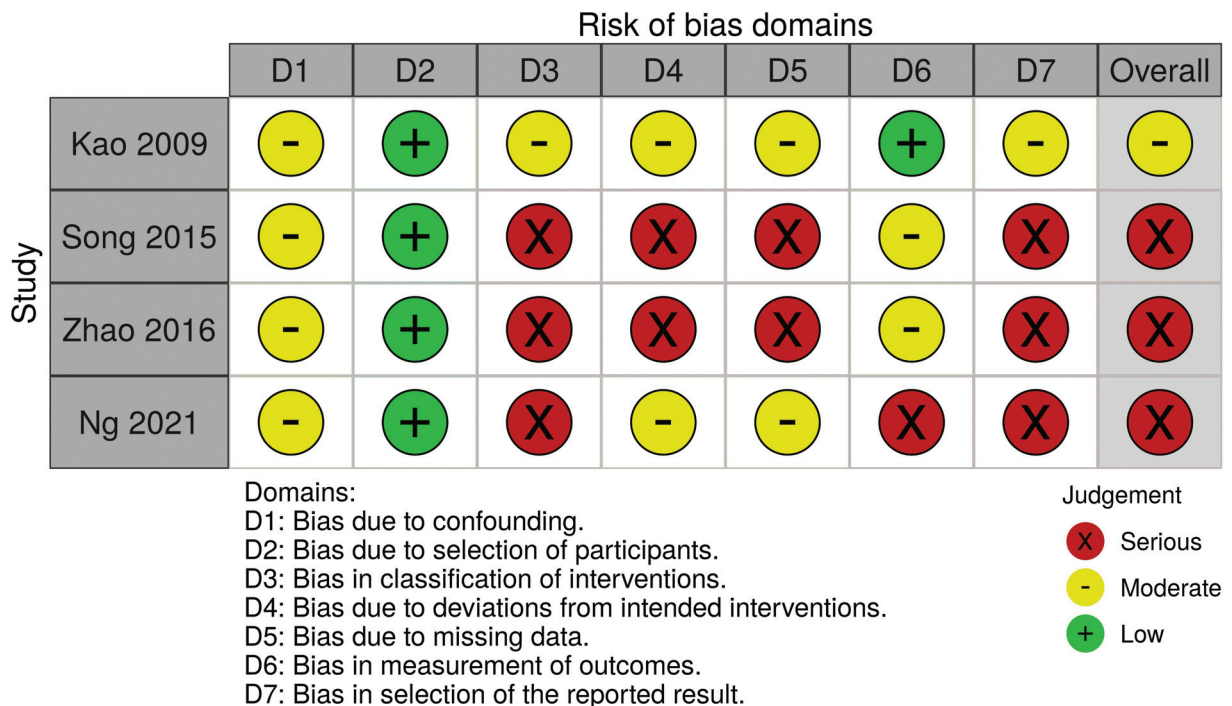 Risk of bias domains
D1 D2 D3 D4 D5 D6 D7 Overall
Study
Kao 2009 - + - - - + - -
Song 2015 - + X X X - X X
Zhao 2016 - + X X X - X X
Ng 2021 - + X - - X X X
Domains:
D1: Bias due to confounding.
D2: Bias due to selection of participants.
D3: Bias in classification of interventions.
D4: Bias due to deviations from intended interventions.
D5: Bias due to missing data.
D6: Bias in measurement of outcomes.
D7: Bias in selection of the reported result.
Judgement
X Serious
- Moderate
+ Low